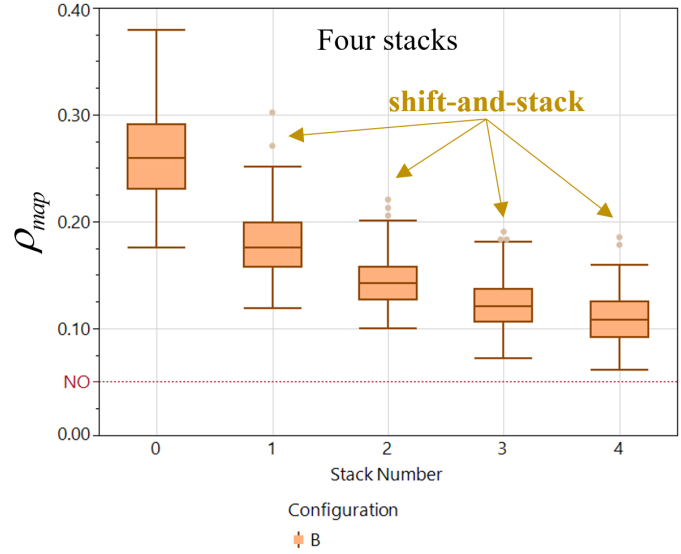 0.40
Four stacks
shift-and-stack
0.30
0.20
ρmap
0.10
NO
0.00
0 1 2 3 4
Stack Number
Configuration
B